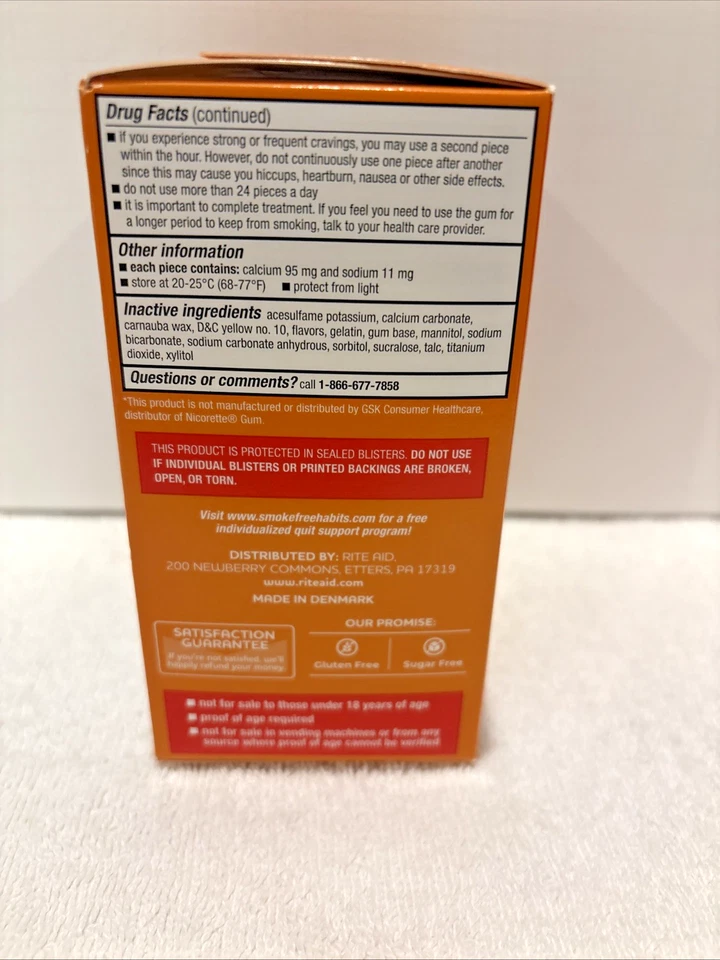 Drug Facts (continued)
■ if you experience strong or frequent cravings, you may use a second piece
within the hour. However, do not continuously use one piece after another
since this may cause you hiccups, heartburn, nausea or other side effects.
■ do not use more than 24 pieces a day
■ it is important to complete treatment. If you feel you need to use the gum for
a longer period to keep from smoking, talk to your health care provider.
Other information
■ each piece contains: calcium 95 mg and sodium 11 mg
■ store at 20-25°C (68-77°F) ■ protect from light
Inactive ingredients acesulfame potassium, calcium carbonate,
carnauba wax, D&C yellow no. 10, flavors, gelatin, gum base, mannitol, sodium
bicarbonate, sodium carbonate anhydrous, sorbitol, sucralose, talc, titanium
dioxide, xylitol
Questions or comments? call 1-866-677-7858
*This product is not manufactured or distributed by GSK Consumer Healthcare,
distributor of Nicorette® Gum.
THIS PRODUCT IS PROTECTED IN SEALED BLISTERS. DO NOT USE
IF INDIVIDUAL BLISTERS OR PRINTED BACKINGS ARE BROKEN,
OPEN, OR TORN.
Visit www.smokefreehabits.com for a free
individualized quit support program!
DISTRIBUTED BY: RITE AID,
200 NEWBERRY COMMONS, ETTERS, PA 17319
www.riteaid.com
MADE IN DENMARK
SATISFACTION
GUARANTEE
If you're not satisfied, we'll
happily refund your money.
OUR PROMISE:
Gluten Free
Sugar Free
■ not for sale to those under 18 years of age
■ proof of age required
■ not for sale in vending machines or from any
source where proof of age cannot be verified